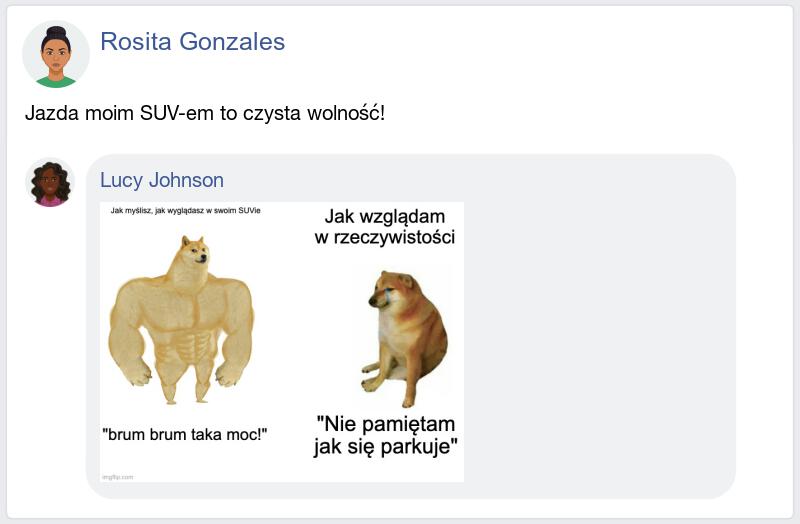 Rosita Gonzales
Jazda moim SUV-em to czysta wolność!
Lucy Johnson
Jak myślisz, jak wyglądasz w swoim SUVie
"brum brum taka moc!"
Jak wzglądam
w rzeczywistości
"Nie pamiętam
jak się parkuje"
imgflip.com